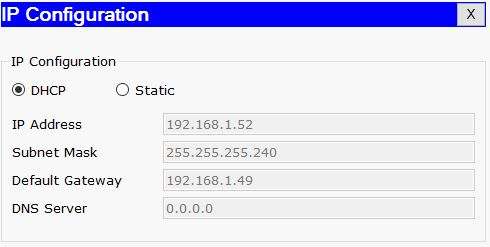 IP Configuration X
IP Configuration
DHCP Static
IP Address 192.168.1.52
Subnet Mask 255.255.255.240
Default Gateway 192.168.1.49
DNS Server 0.0.0.0